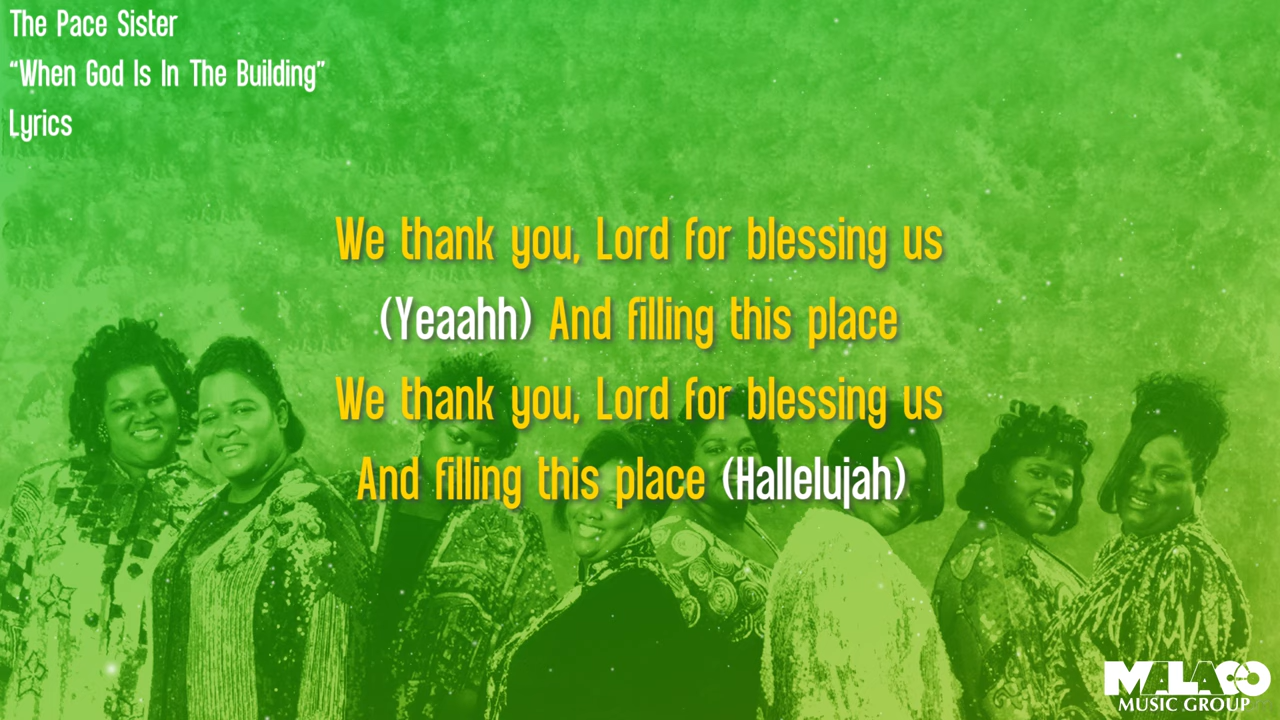 The Pace Sister
“When God Is In The Building”
Lyrics
We thank you, Lord for blessing us
(Yeaahh) And filling this place
We thank you, Lord for blessing us
And filling this place (Hallelujah)
MALACO
MUSIC GROUP